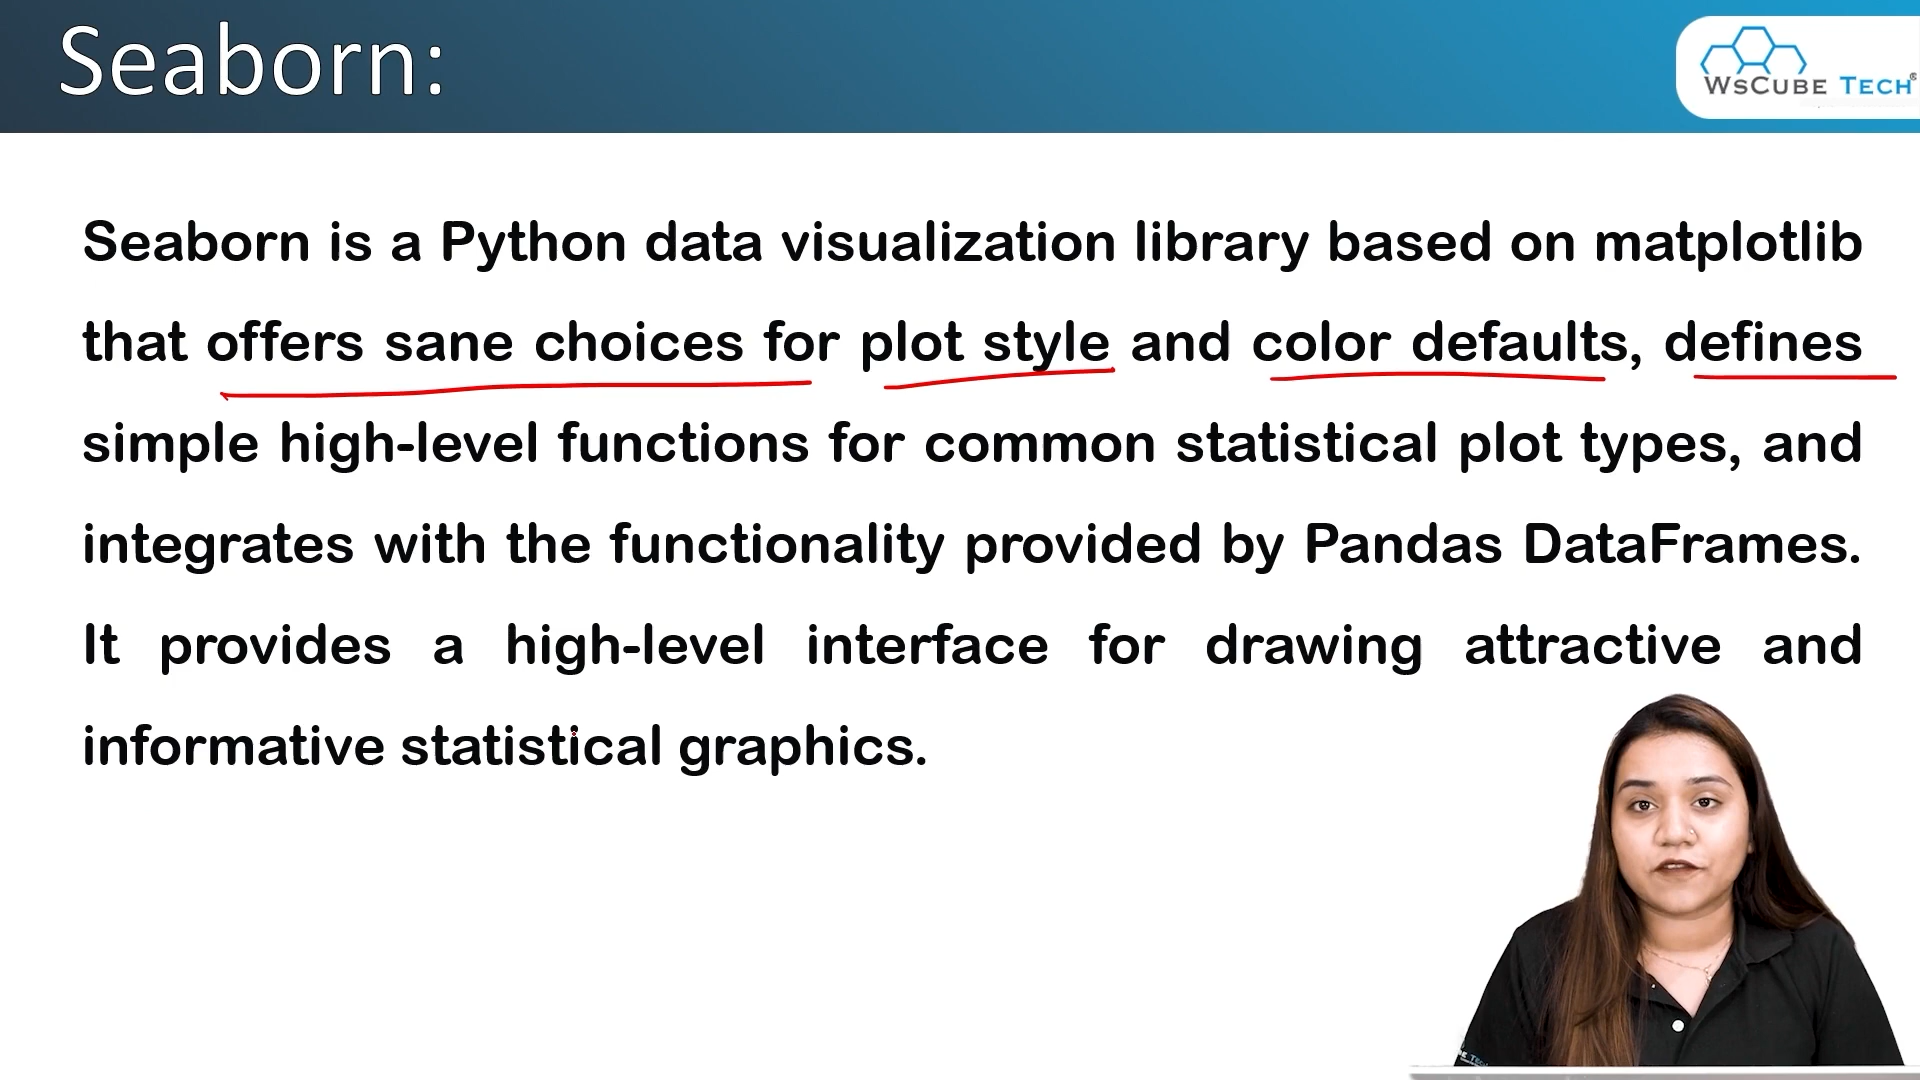 Seaborn:
WsCube Tech®
Seaborn is a Python data visualization library based on matplotlib
that offers sane choices for plot style and color defaults, defines
simple high-level functions for common statistical plot types, and
integrates with the functionality provided by Pandas DataFrames.
It provides a high-level interface for drawing attractive and
informative statistical graphics.